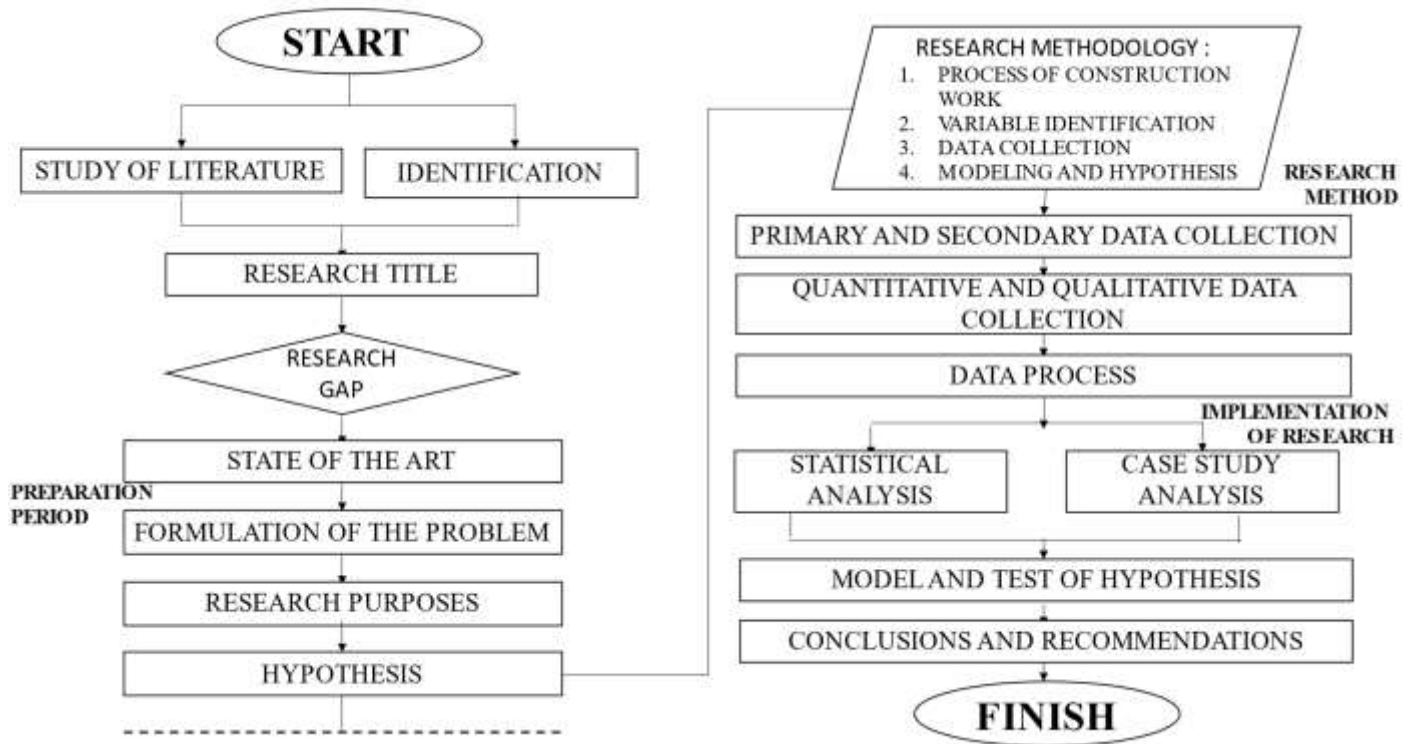 START
STUDY OF LITERATURE
IDENTIFICATION
RESEARCH TITLE
RESEARCH
GAP
STATE OF THE ART
PREPARATION
PERIOD
FORMULATION OF THE PROBLEM
RESEARCH PURPOSES
HYPOTHESIS
RESEARCH METHODOLOGY :
1. PROCESS OF CONSTRUCTION
WORK
2. VARIABLE IDENTIFICATION
3. DATA COLLECTION
4. MODELING AND HYPOTHESIS
RESEARCH
METHOD
PRIMARY AND SECONDARY DATA COLLECTION
QUANTITATIVE AND QUALITATIVE DATA
COLLECTION
DATA PROCESS
IMPLEMENTATION
OF RESEARCH
STATISTICAL
ANALYSIS
CASE STUDY
ANALYSIS
MODEL AND TEST OF HYPOTHESIS
CONCLUSIONS AND RECOMMENDATIONS
FINISH